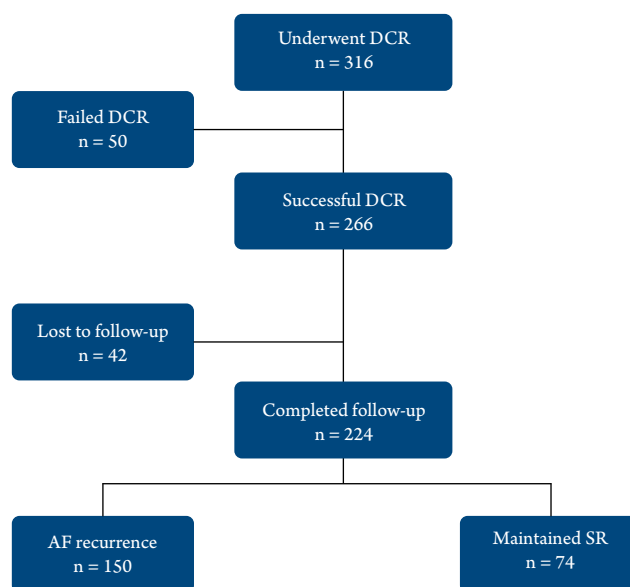 Underwent DCR
n = 316
Failed DCR
n = 50
Successful DCR
n = 266
Lost to follow-up
n = 42
Completed follow-up
n = 224
AF recurrence
n = 150
Maintained SR
n = 74